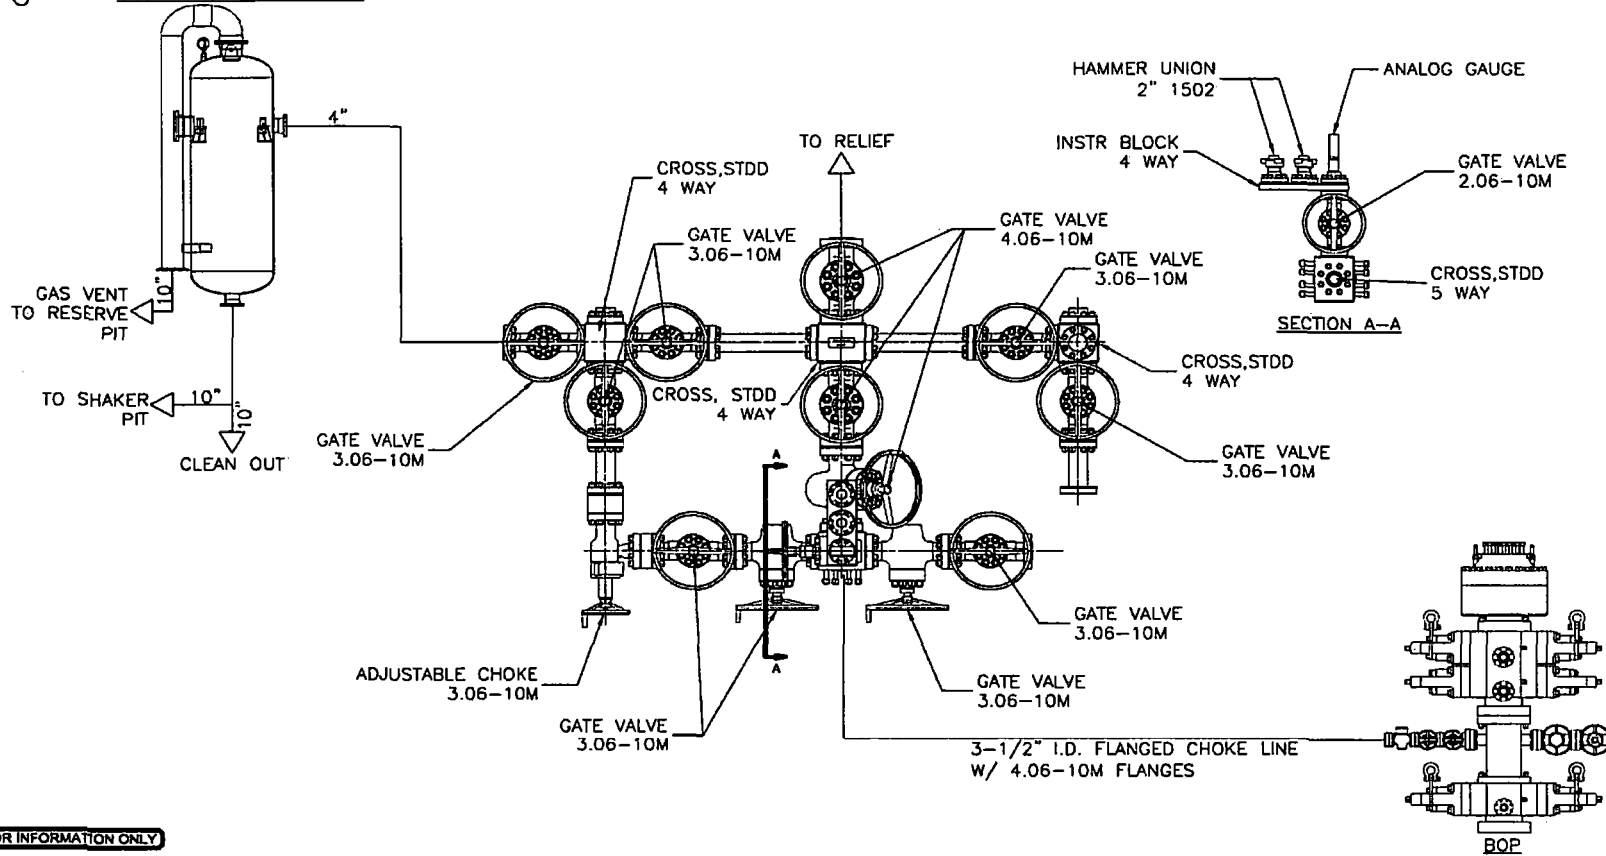 4"
GAS VENT
TO RESERVE
PIT
10"
TO SHAKER
PIT
10"
10"
CLEAN OUT
CROSS,STDD
4 WAY
GATE VALVE
3.06-10M
TO RELIEF
GATE VALVE
4.06-10M
GATE VALVE
3.06-10M
HAMMER UNION
2" 1502
ANALOG GAUGE
INSTR BLOCK
4 WAY
GATE VALVE
2.06-10M
CROSS,STDD
5 WAY
SECTION A-A
CROSS,STDD
4 WAY
CROSS, STDD
4 WAY
GATE VALVE
3.06-10M
GATE VALVE
3.06-10M
A
A
ADJUSTABLE CHOKE
3.06-10M
GATE VALVE
3.06-10M
GATE VALVE
3.06-10M
GATE VALVE
3.06-10M
3-1/2" I.D. FLANGED CHOKE LINE
W/ 4.06-10M FLANGES
BOP
OR INFORMATION ONLY